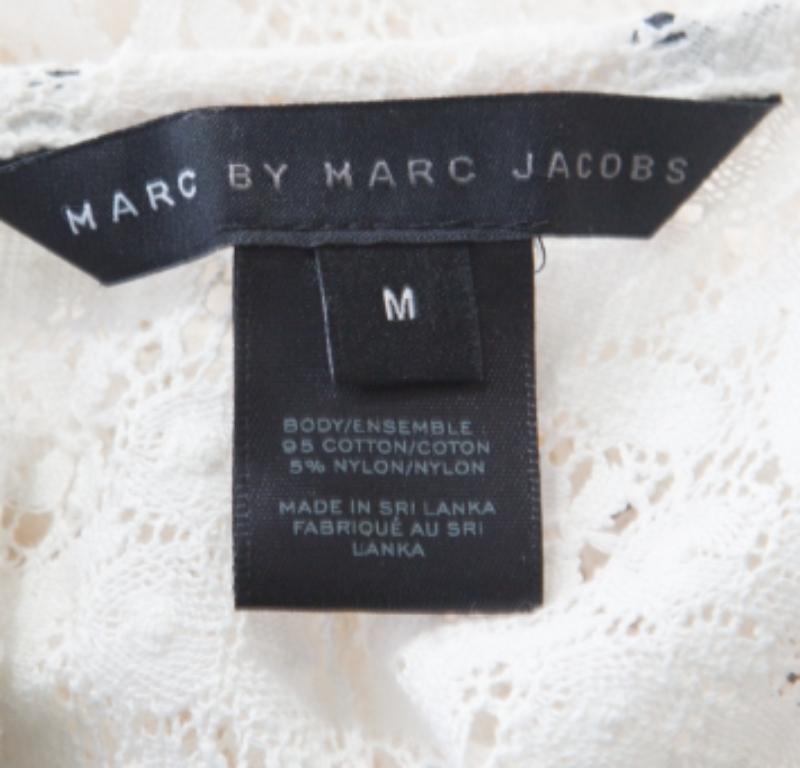 MARC BY MARC JACOBS
M
BODY/ENSEMBLE :
95 COTTON/COTON
5% NYLON/NYLON
MADE IN SRI LANKA
FABRIQUÉ AU SRI
LANKA